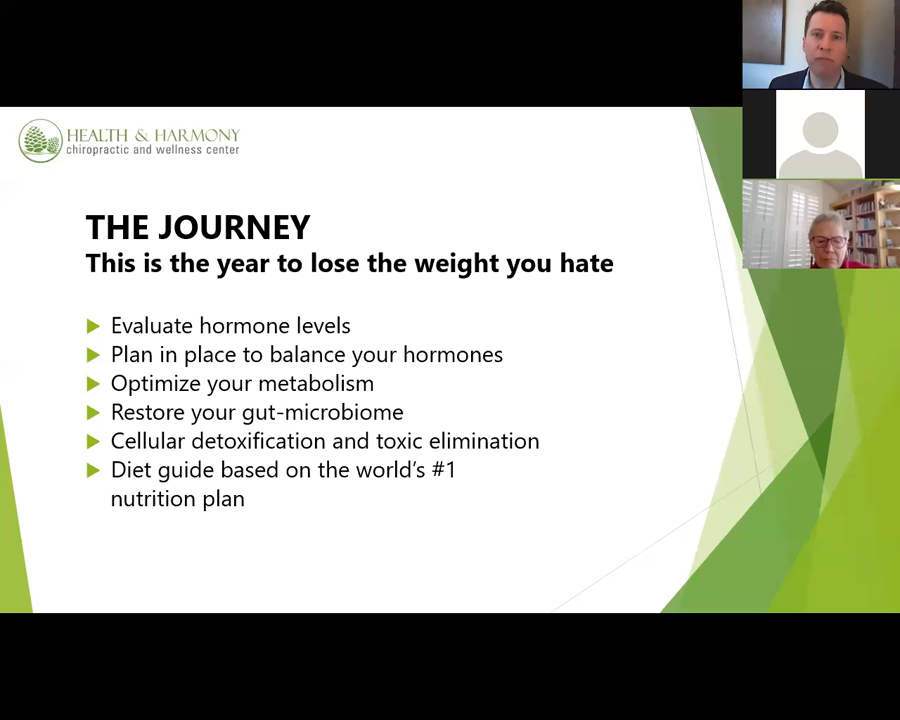 HEALTH & HARMONY
chiropractic and wellness center
THE JOURNEY
This is the year to lose the weight you hate
Evaluate hormone levels
Plan in place to balance your hormones
Optimize your metabolism
Restore your gut-microbiome
Cellular detoxification and toxic elimination
Diet guide based on the world’s #1
nutrition plan